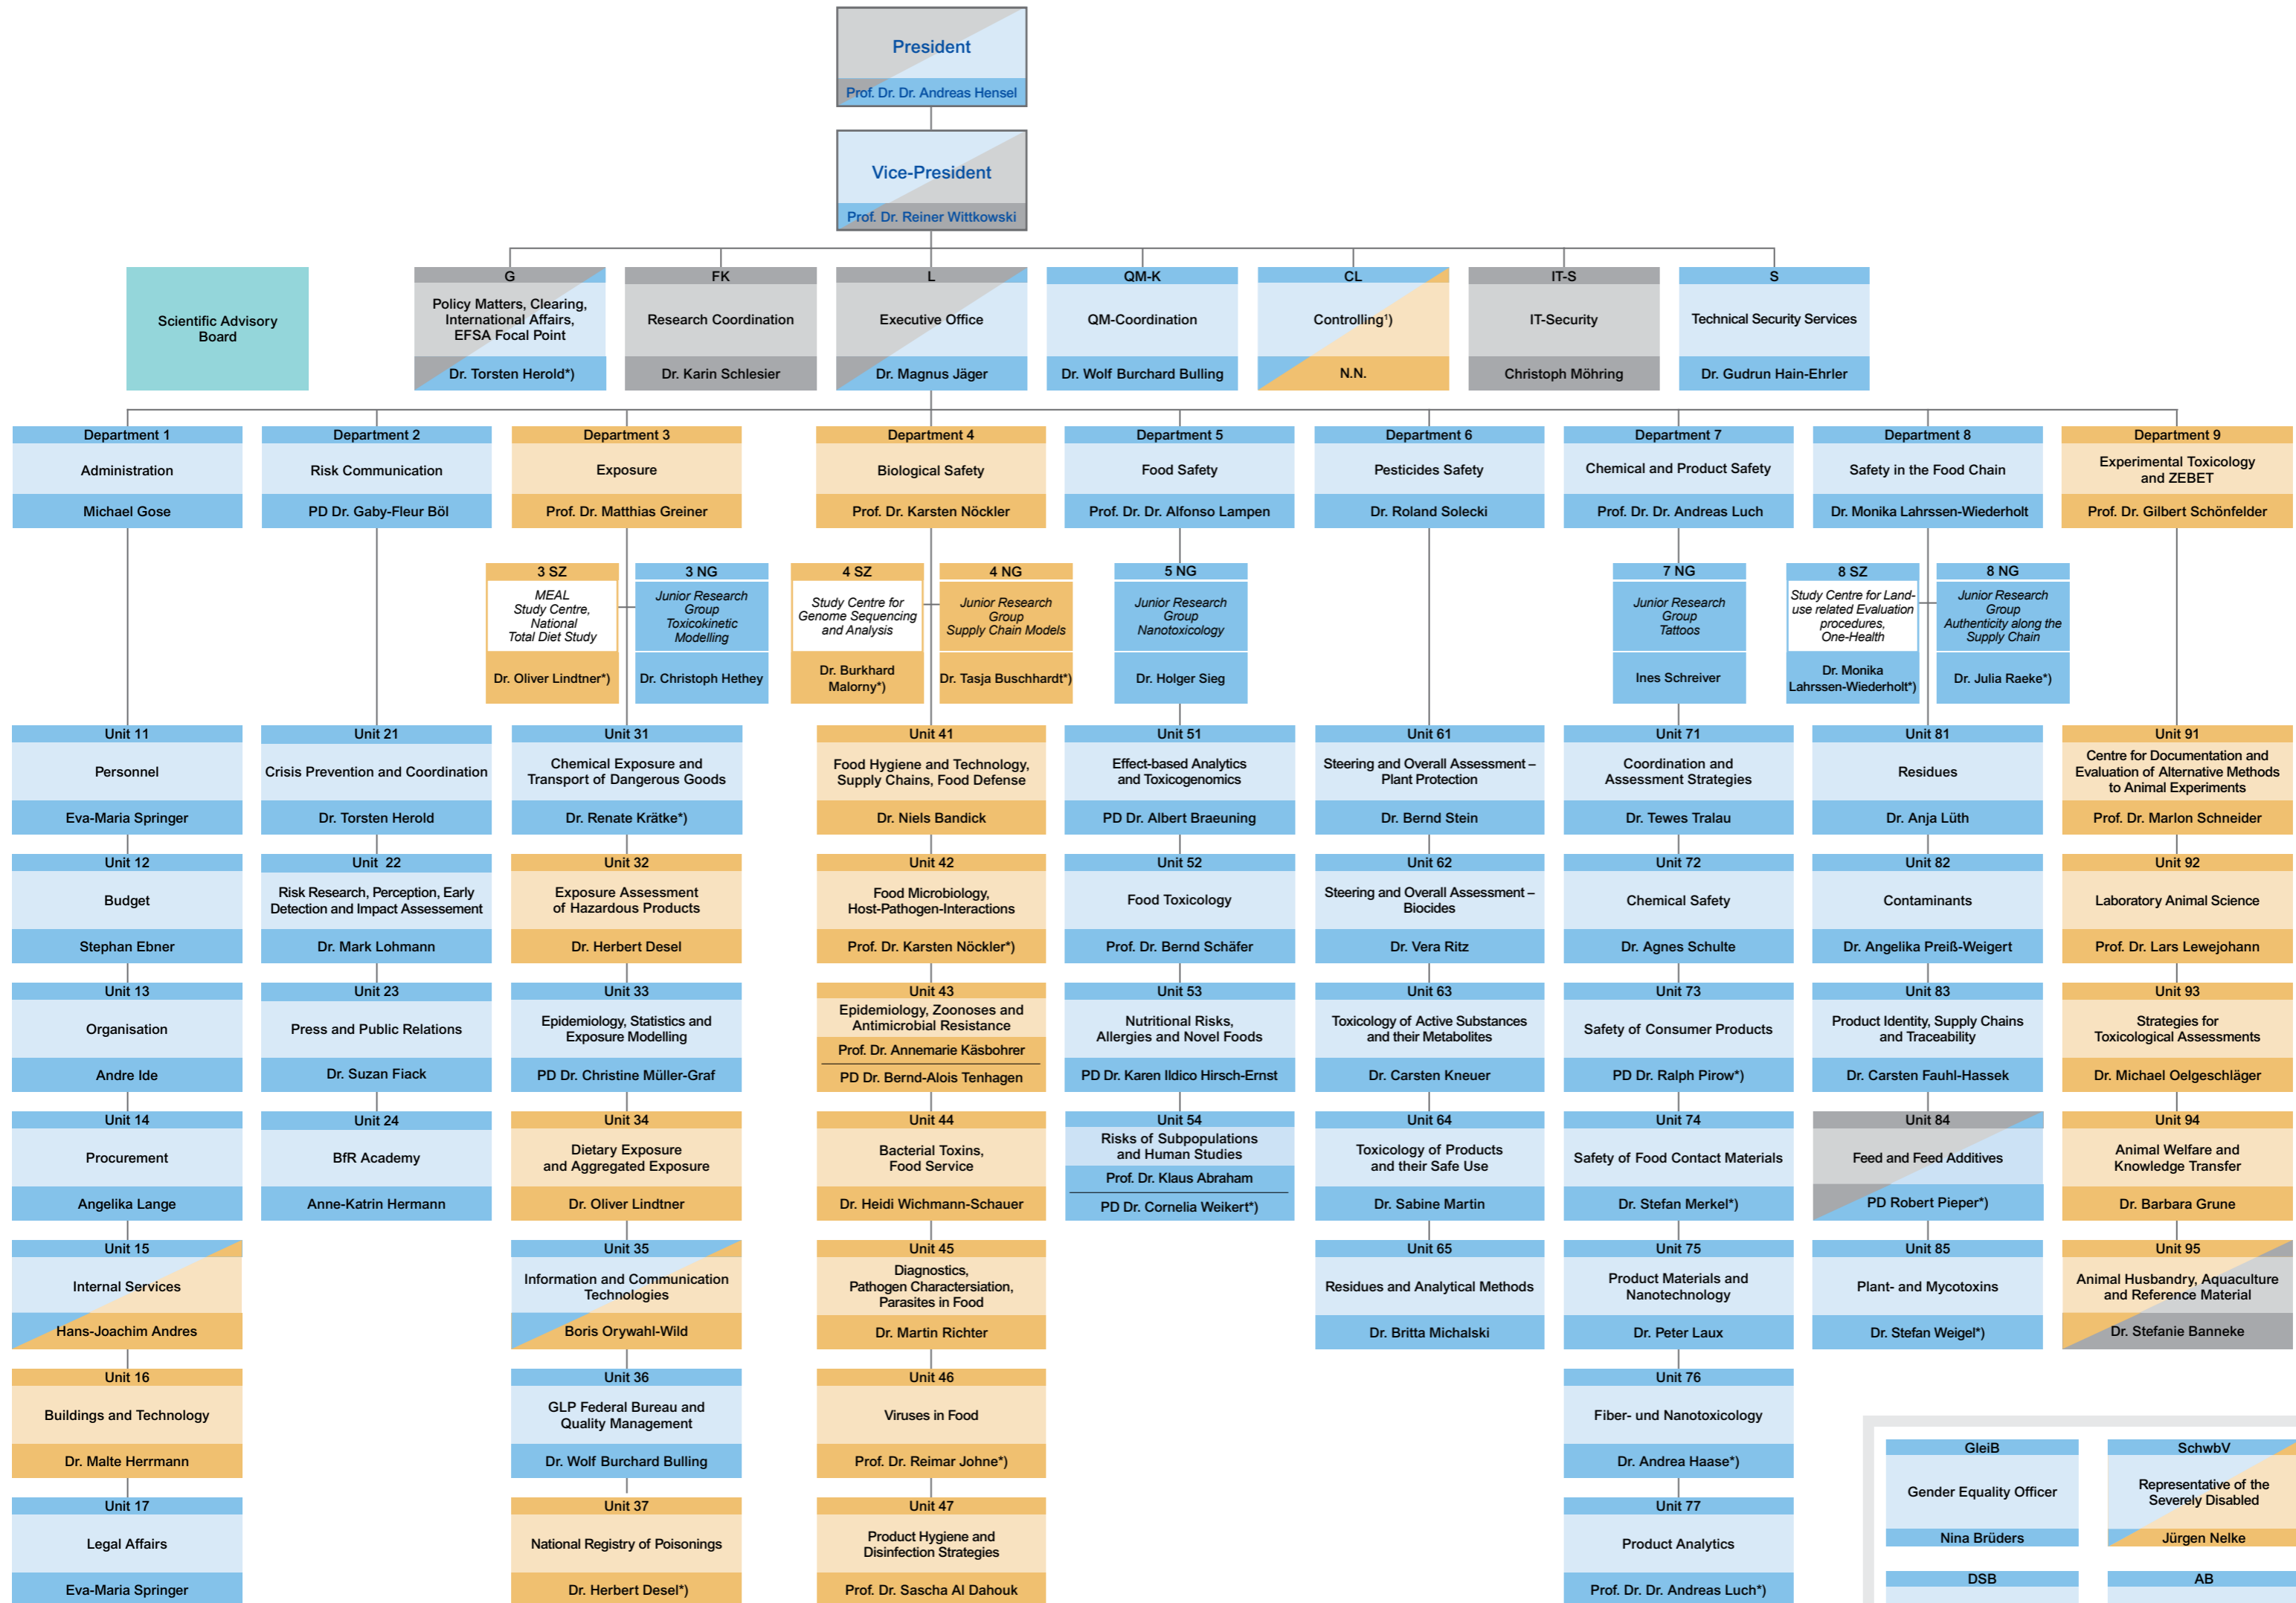 President
Prof. Dr. Dr. Andreas Hensel
Vice-President
Prof. Dr. Reiner Wittkowski
Scientific Advisory
Board
G
Policy Matters, Clearing,
International Affairs,
EFSA Focal Point
Dr. Torsten Herold*)
FK
Research Coordination
Dr. Karin Schlesier
L
Executive Office
Dr. Magnus Jäger
QM-K
QM-Coordination
Dr. Wolf Burchard Bulling
CL
Controlling¹)
N.N.
IT-S
IT-Security
Christoph Möhring
S
Technical Security Services
Dr. Gudrun Hain-Ehrler
Department 1
Administration
Michael Gose
Department 2
Risk Communication
PD Dr. Gaby-Fleur Böl
Department 3
Exposure
Prof. Dr. Matthias Greiner
Department 4
Biological Safety
Prof. Dr. Karsten Nöckler
Department 5
Food Safety
Prof. Dr. Dr. Alfonso Lampen
Department 6
Pesticides Safety
Dr. Roland Solecki
Department 7
Chemical and Product Safety
Prof. Dr. Dr. Andreas Luch
Department 8
Safety in the Food Chain
Dr. Monika Lahrssen-Wiederholt
Department 9
Experimental Toxicology
and ZEBET
Prof. Dr. Gilbert Schönfelder
3 SZ
MEAL
Study Centre,
National
Total Diet Study
Dr. Oliver Lindtner*)
3 NG
Junior Research
Group
Toxicokinetic
Modelling
Dr. Christoph Hethey
4 SZ
Study Centre for
Genome Sequencing
and Analysis
Dr. Burkhard
Malorny*)
4 NG
Junior Research
Group
Supply Chain Models
Dr. Tasja Buschhardt*)
5 NG
Junior Research
Group
Nanotoxicology
Dr. Holger Sieg
7 NG
Junior Research
Group
Tattoos
Ines Schreiver
8 SZ
Study Centre for Land-
use related Evaluation
procedures,
One-Health
Dr. Monika
Lahrssen-Wiederholt*)
8 NG
Junior Research
Group
Authenticity along the
Supply Chain
Dr. Julia Raeke*)
Unit 11
Personnel
Eva-Maria Springer
Unit 21
Crisis Prevention and Coordination
Dr. Torsten Herold
Unit 31
Chemical Exposure and
Transport of Dangerous Goods
Dr. Renate Krätke*)
Unit 41
Food Hygiene and Technology,
Supply Chains, Food Defense
Dr. Niels Bandick
Unit 51
Effect-based Analytics
and Toxicogenomics
PD Dr. Albert Braeuning
Unit 61
Steering and Overall Assessment –
Plant Protection
Dr. Bernd Stein
Unit 71
Coordination and
Assessment Strategies
Dr. Tewes Tralau
Unit 81
Residues
Dr. Anja Lüth
Unit 91
Centre for Documentation and
Evaluation of Alternative Methods
to Animal Experiments
Prof. Dr. Marlon Schneider
Unit 12
Budget
Stephan Ebner
Unit 22
Risk Research, Perception, Early
Detection and Impact Assessment
Dr. Mark Lohmann
Unit 32
Exposure Assessment
of Hazardous Products
Dr. Herbert Desel
Unit 42
Food Microbiology,
Host-Pathogen-Interactions
Prof. Dr. Karsten Nöckler*)
Unit 52
Food Toxicology
Prof. Dr. Bernd Schäfer
Unit 62
Steering and Overall Assessment –
Biocides
Dr. Vera Ritz
Unit 72
Chemical Safety
Dr. Agnes Schulte
Unit 82
Contaminants
Dr. Angelika Preiß-Weigert
Unit 92
Laboratory Animal Science
Prof. Dr. Lars Lewejohann
Unit 13
Organisation
Andre Ide
Unit 23
Press and Public Relations
Dr. Suzan Fiack
Unit 33
Epidemiology, Statistics and
Exposure Modelling
PD Dr. Christine Müller-Graf
Unit 43
Epidemiology, Zoonoses and
Antimicrobial Resistance
Prof. Dr. Annemarie Käsbohrer
PD Dr. Bernd-Alois Tenhagen
Unit 53
Nutritional Risks,
Allergies and Novel Foods
PD Dr. Karen Ildico Hirsch-Ernst
Unit 63
Toxicology of Active Substances
and their Metabolites
Dr. Carsten Kneuer
Unit 73
Safety of Consumer Products
PD Dr. Ralph Pirow*)
Unit 83
Product Identity, Supply Chains
and Traceability
Dr. Carsten Fauhl-Hassek
Unit 93
Strategies for
Toxicological Assessments
Dr. Michael Oelgeschläger
Unit 14
Procurement
Angelika Lange
Unit 24
BfR Academy
Anne-Katrin Hermann
Unit 34
Dietary Exposure
and Aggregated Exposure
Dr. Oliver Lindtner
Unit 44
Bacterial Toxins,
Food Service
Dr. Heidi Wichmann-Schauer
Unit 54
Risks of Subpopulations
and Human Studies
Prof. Dr. Klaus Abraham
PD Dr. Cornelia Weikert*)
Unit 64
Toxicology of Products
and their Safe Use
Dr. Sabine Martin
Unit 74
Safety of Food Contact Materials
Dr. Stefan Merkel*)
Unit 84
Feed and Feed Additives
PD Robert Pieper*)
Unit 94
Animal Welfare and
Knowledge Transfer
Dr. Barbara Grune
Unit 15
Internal Services
Hans-Joachim Andres
Unit 35
Information and Communication
Technologies
Boris Orywahl-Wild
Unit 45
Diagnostics,
Pathogen Charactersiation,
Parasites in Food
Dr. Martin Richter
Unit 65
Residues and Analytical Methods
Dr. Britta Michalski
Unit 75
Product Materials and
Nanotechnology
Dr. Peter Laux
Unit 85
Plant- and Mycotoxins
Dr. Stefan Weigel*)
Unit 95
Animal Husbandry, Aquaculture
and Reference Material
Dr. Stefanie Banneke
Unit 16
Buildings and Technology
Dr. Malte Herrmann
Unit 36
GLP Federal Bureau and
Quality Management
Dr. Wolf Burchard Bulling
Unit 46
Viruses in Food
Prof. Dr. Reimar Johne*)
Unit 76
Fiber- und Nanotoxicology
Dr. Andrea Haase*)
GleiB
Gender Equality Officer
Nina Brüders
SchwbV
Representative of the
Severely Disabled
Jürgen Nelke
Unit 17
Legal Affairs
Eva-Maria Springer
Unit 37
National Registry of Poisonings
Dr. Herbert Desel*)
Unit 47
Product Hygiene and
Disinfection Strategies
Prof. Dr. Sascha Al Dahouk
Unit 77
Product Analytics
Prof. Dr. Dr. Andreas Luch*)
DSB
AB